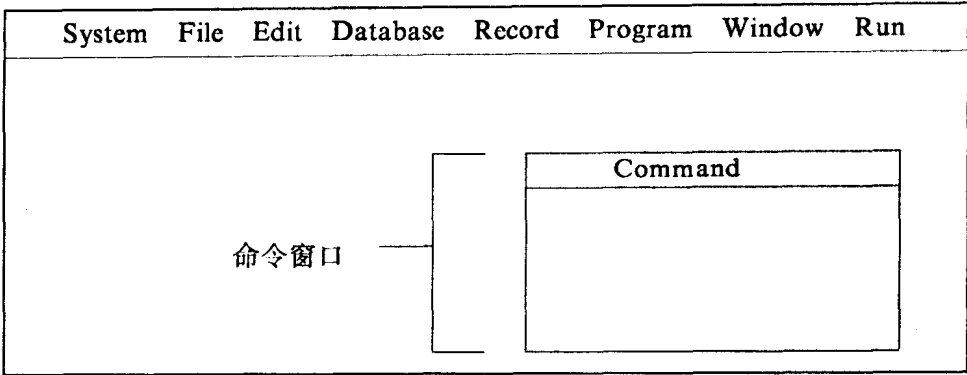 System File Edit Database Record Program Window Run
Command
命令窗口